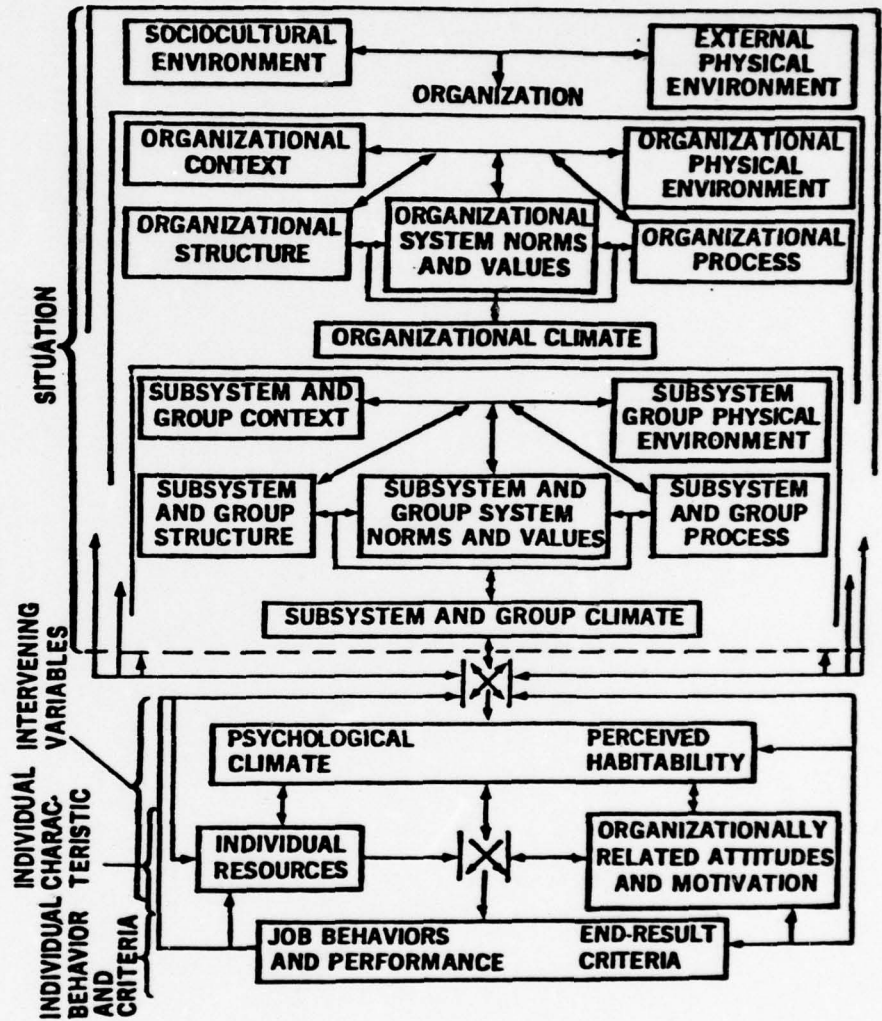 SOCIOCULTURAL
ENVIRONMENT
EXTERNAL
PHYSICAL
ENVIRONMENT
ORGANIZATION
ORGANIZATIONAL
CONTEXT
ORGANIZATIONAL
PHYSICAL
ENVIRONMENT
ORGANIZATIONAL
STRUCTURE
ORGANIZATIONAL
SYSTEM NORMS
AND VALUES
ORGANIZATIONAL
PROCESS
ORGANIZATIONAL CLIMATE
SUBSYSTEM AND
GROUP CONTEXT
SUBSYSTEM
GROUP PHYSICAL
ENVIRONMENT
SUBSYSTEM
AND GROUP
STRUCTURE
SUBSYSTEM AND
GROUP SYSTEM
NORMS AND VALUES
SUBSYSTEM
AND GROUP
PROCESS
SUBSYSTEM AND GROUP CLIMATE
SITUATION
PSYCHOLOGICAL
CLIMATE
PERCEIVED
HABITABILITY
INDIVIDUAL
RESOURCES
ORGANIZATIONALLY
RELATED ATTITUDES
AND MOTIVATION
JOB BEHAVIORS
AND PERFORMANCE
END-RESULT
CRITERIA
INTERVENING
VARIABLES
INDIVIDUAL
CHARAC-
TERISTIC
INDIVIDUAL
BEHAVIOR
AND
CRITERIA